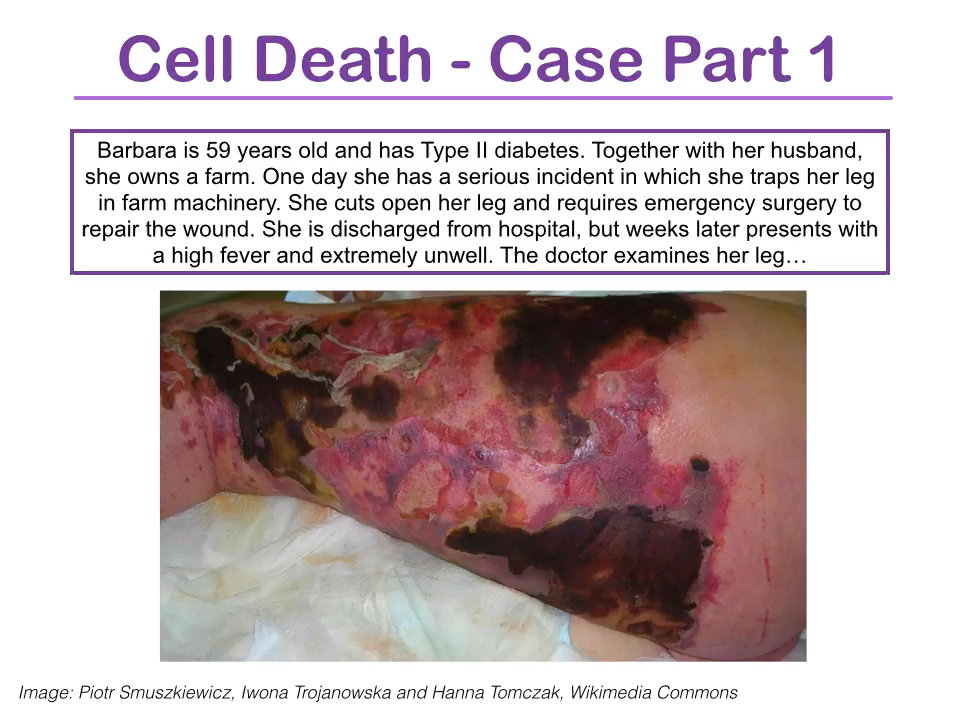 Cell Death - Case Part 1
Barbara is 59 years old and has Type II diabetes. Together with her husband,
she owns a farm. One day she has a serious incident in which she traps her leg
in farm machinery. She cuts open her leg and requires emergency surgery to
repair the wound. She is discharged from hospital, but weeks later presents with
a high fever and extremely unwell. The doctor examines her leg…
Image: Piotr Smuszkiewicz, Iwona Trojanowska and Hanna Tomczak, Wikimedia Commons